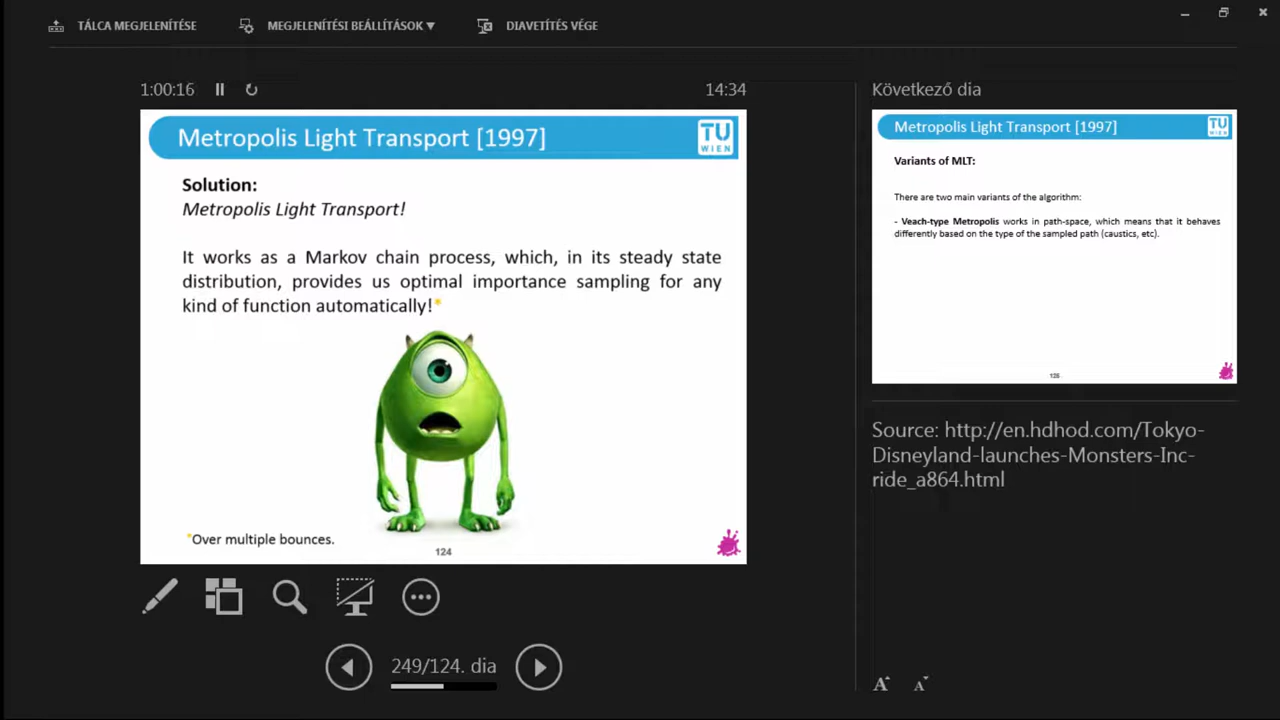 TÁLCA MEGJELENÍTÉSE
MEGJELENÍTÉSI BEÁLLÍTÁSOK ▼
DIAVETÍTÉS VÉGE
1:00:16
14:34
Metropolis Light Transport [1997]
TU
WIEN
Solution:
Metropolis Light Transport!
It works as a Markov chain process, which, in its steady state
distribution, provides us optimal importance sampling for any
kind of function automatically!*
*Over multiple bounces.
124
249/124. dia
Következő dia
Metropolis Light Transport [1997]
TU
WIEN
Variants of MLT:
There are two main variants of the algorithm:
- Veach-type Metropolis works in path-space, which means that it behaves
differently based on the type of the sampled path (caustics, etc).
Source: http://en.hdhod.com/Tokyo-
Disneyland-launches-Monsters-Inc-
ride_a864.html
A A